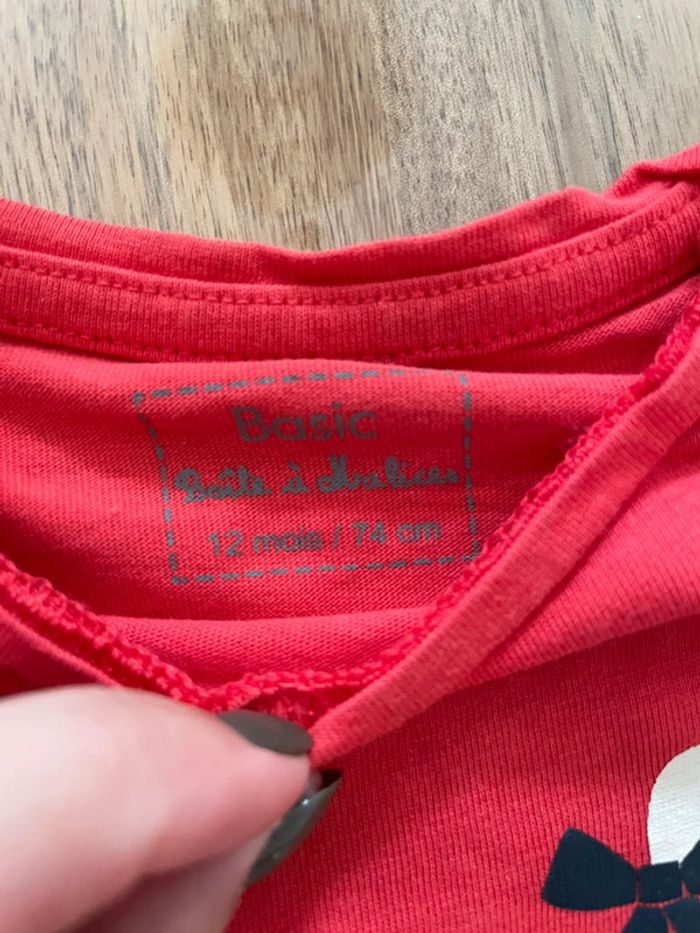 Basic
Boîte à Malices
12 mois / 74 cm